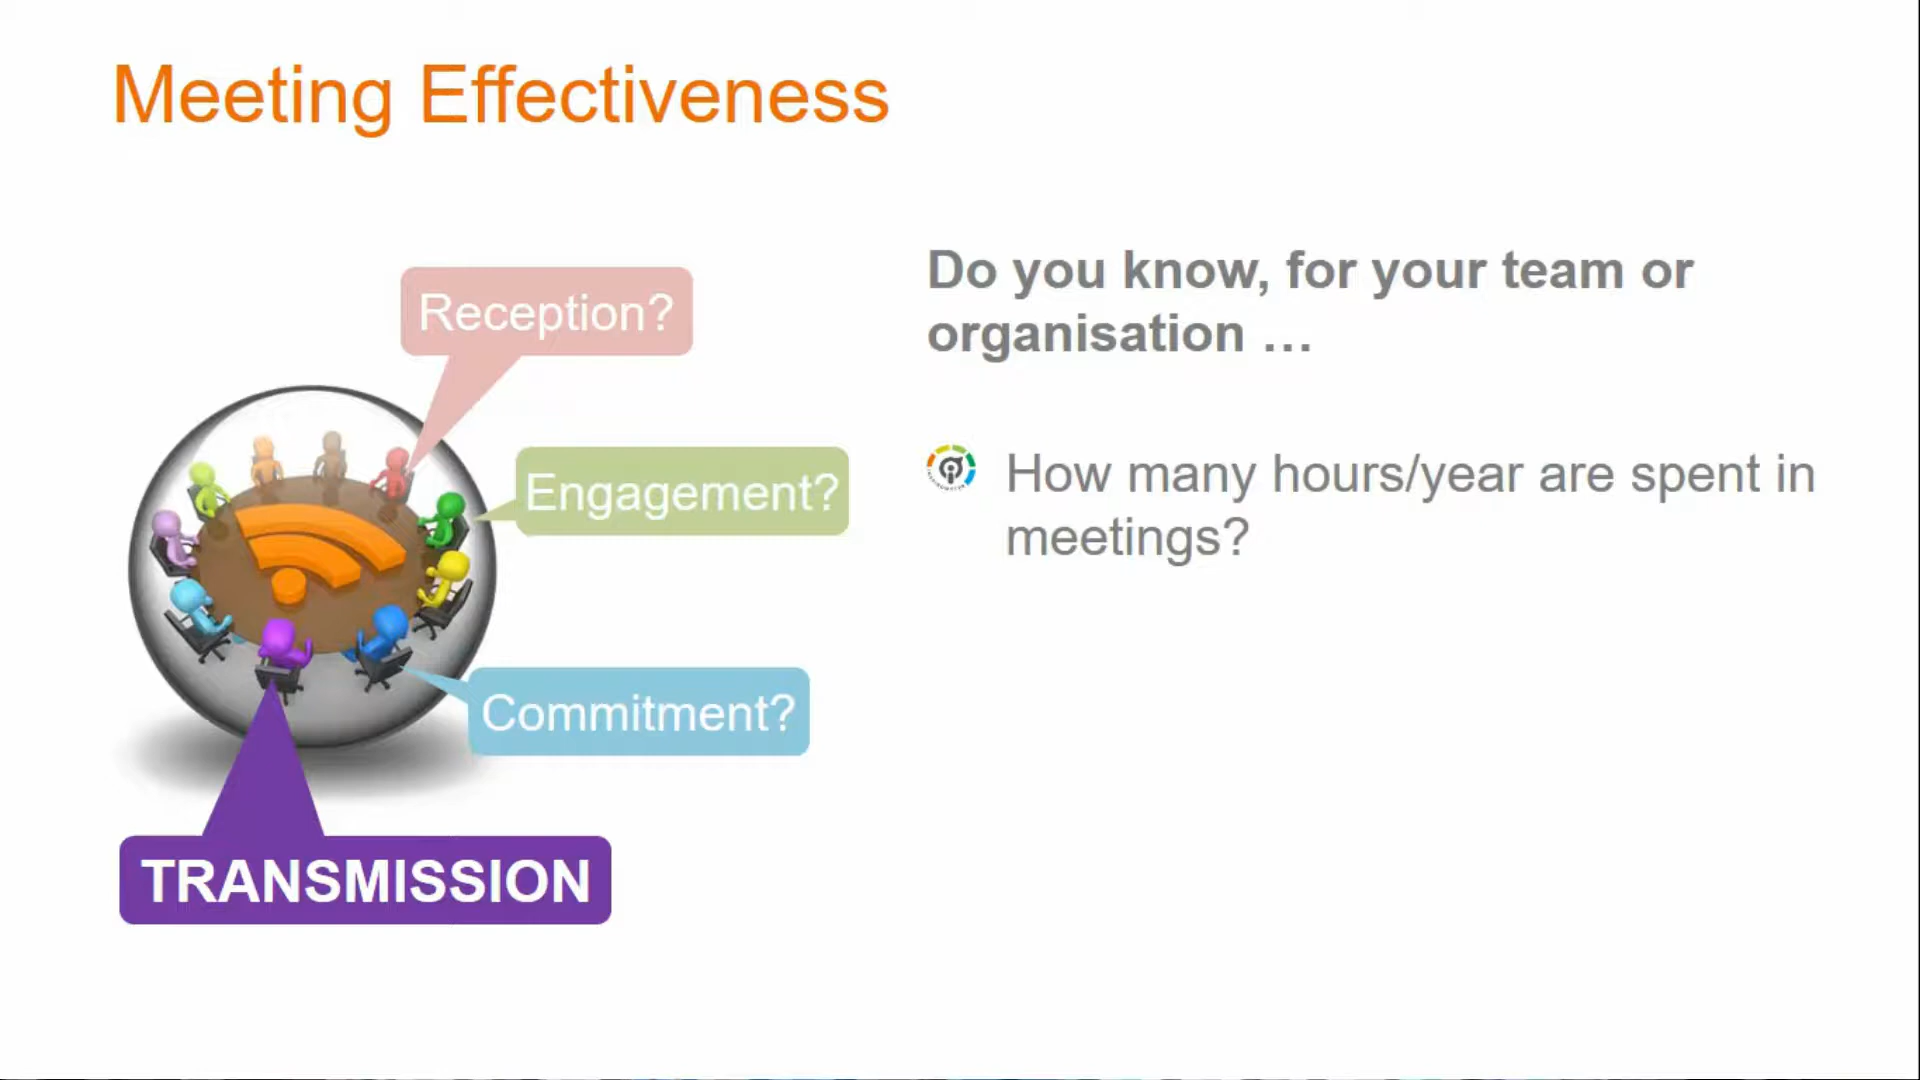 Meeting Effectiveness
Reception?
Engagement?
Commitment?
TRANSMISSION
Do you know, for your team or
organisation …
How many hours/year are spent in
meetings?